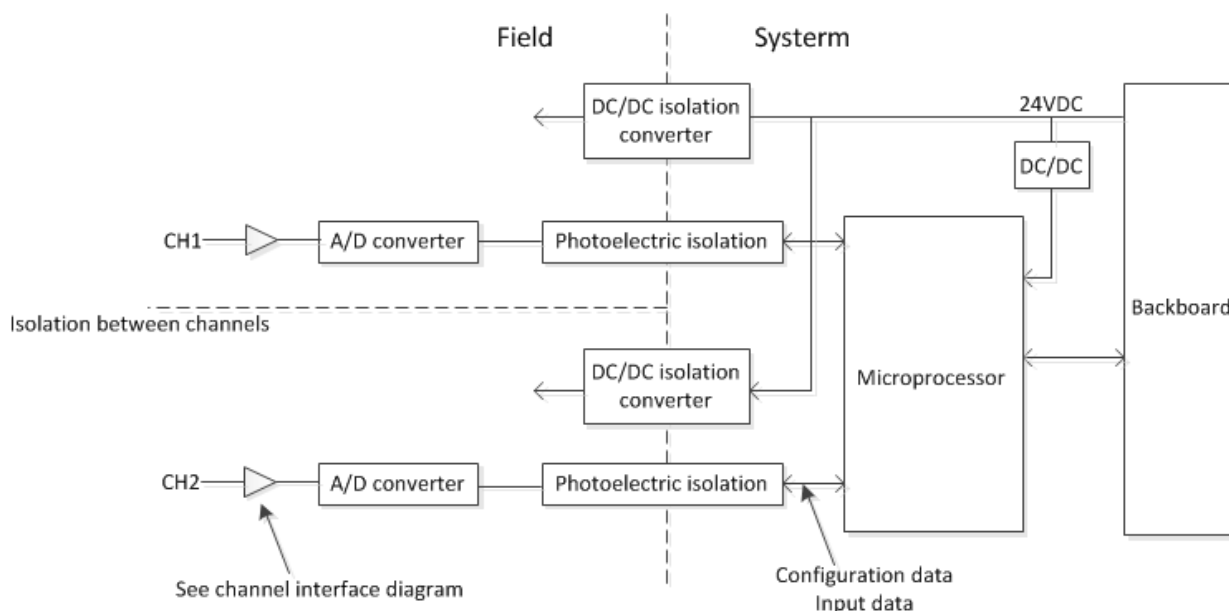 Field
Systerm
DC/DC isolation
converter
24VDC
DC/DC
CH1
A/D converter
Photoelectric isolation
Isolation between channels
Backboard
DC/DC isolation
converter
Microprocessor
CH2
A/D converter
Photoelectric isolation
See channel interface diagram
Configuration data
Input data